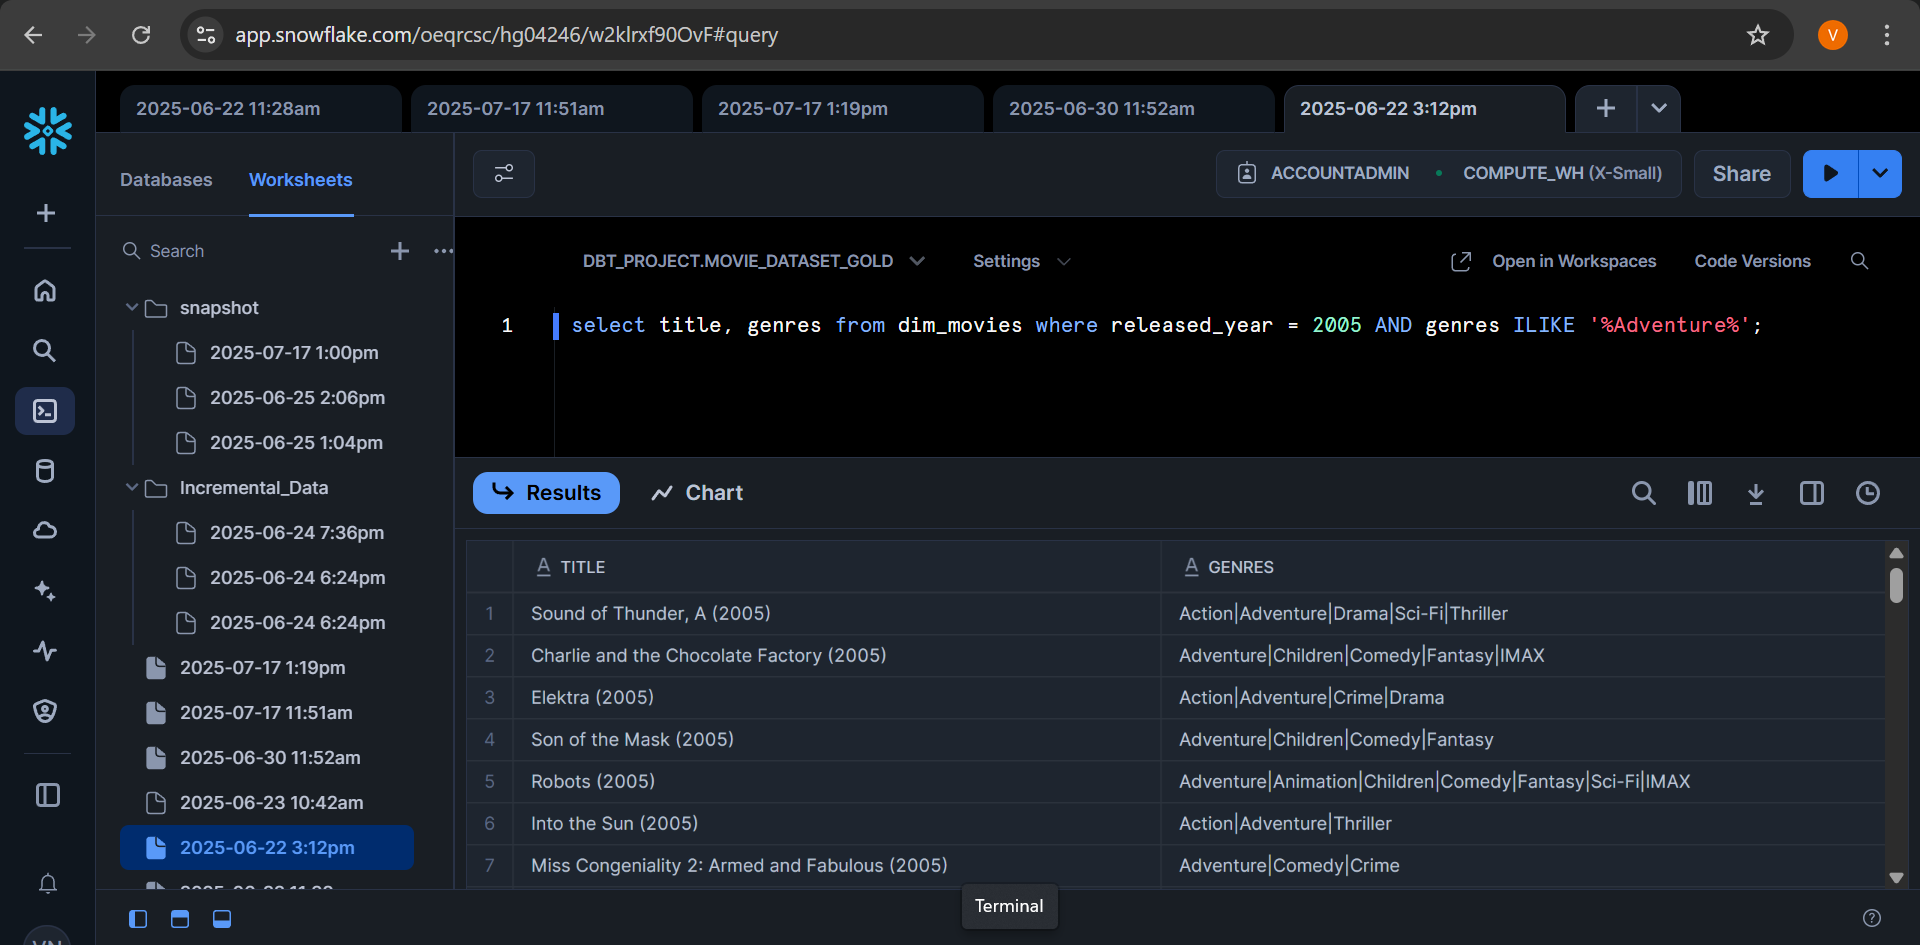 app.snowflake.com/oeqrcsc/hg04246/w2klrxf90OvF#query
V
2025-06-22 11:28am
2025-07-17 11:51am
2025-07-17 1:19pm
2025-06-30 11:52am
2025-06-22 3:12pm
Databases
Worksheets
ACCOUNTADMIN
COMPUTE_WH (X-Small)
Share
Search
DBT_PROJECT.MOVIE_DATASET_GOLD
Settings
Open in Workspaces
Code Versions
snapshot
2025-07-17 1:00pm
2025-06-25 2:06pm
2025-06-25 1:04pm
Incremental_Data
2025-06-24 7:36pm
2025-06-24 6:24pm
2025-06-24 6:24pm
2025-07-17 1:19pm
2025-07-17 11:51am
2025-06-30 11:52am
2025-06-23 10:42am
2025-06-22 3:12pm
1 select title, genres from dim_movies where released_year = 2005 AND genres ILIKE '%Adventure%';
Results
Chart
A TITLE A GENRES
1 Sound of Thunder, A (2005) Action|Adventure|Drama|Sci-Fi|Thriller
2 Charlie and the Chocolate Factory (2005) Adventure|Children|Comedy|Fantasy|IMAX
3 Elektra (2005) Action|Adventure|Crime|Drama
4 Son of the Mask (2005) Adventure|Children|Comedy|Fantasy
5 Robots (2005) Adventure|Animation|Children|Comedy|Fantasy|Sci-Fi|IMAX
6 Into the Sun (2005) Action|Adventure|Thriller
7 Miss Congeniality 2: Armed and Fabulous (2005) Adventure|Comedy|Crime
Terminal